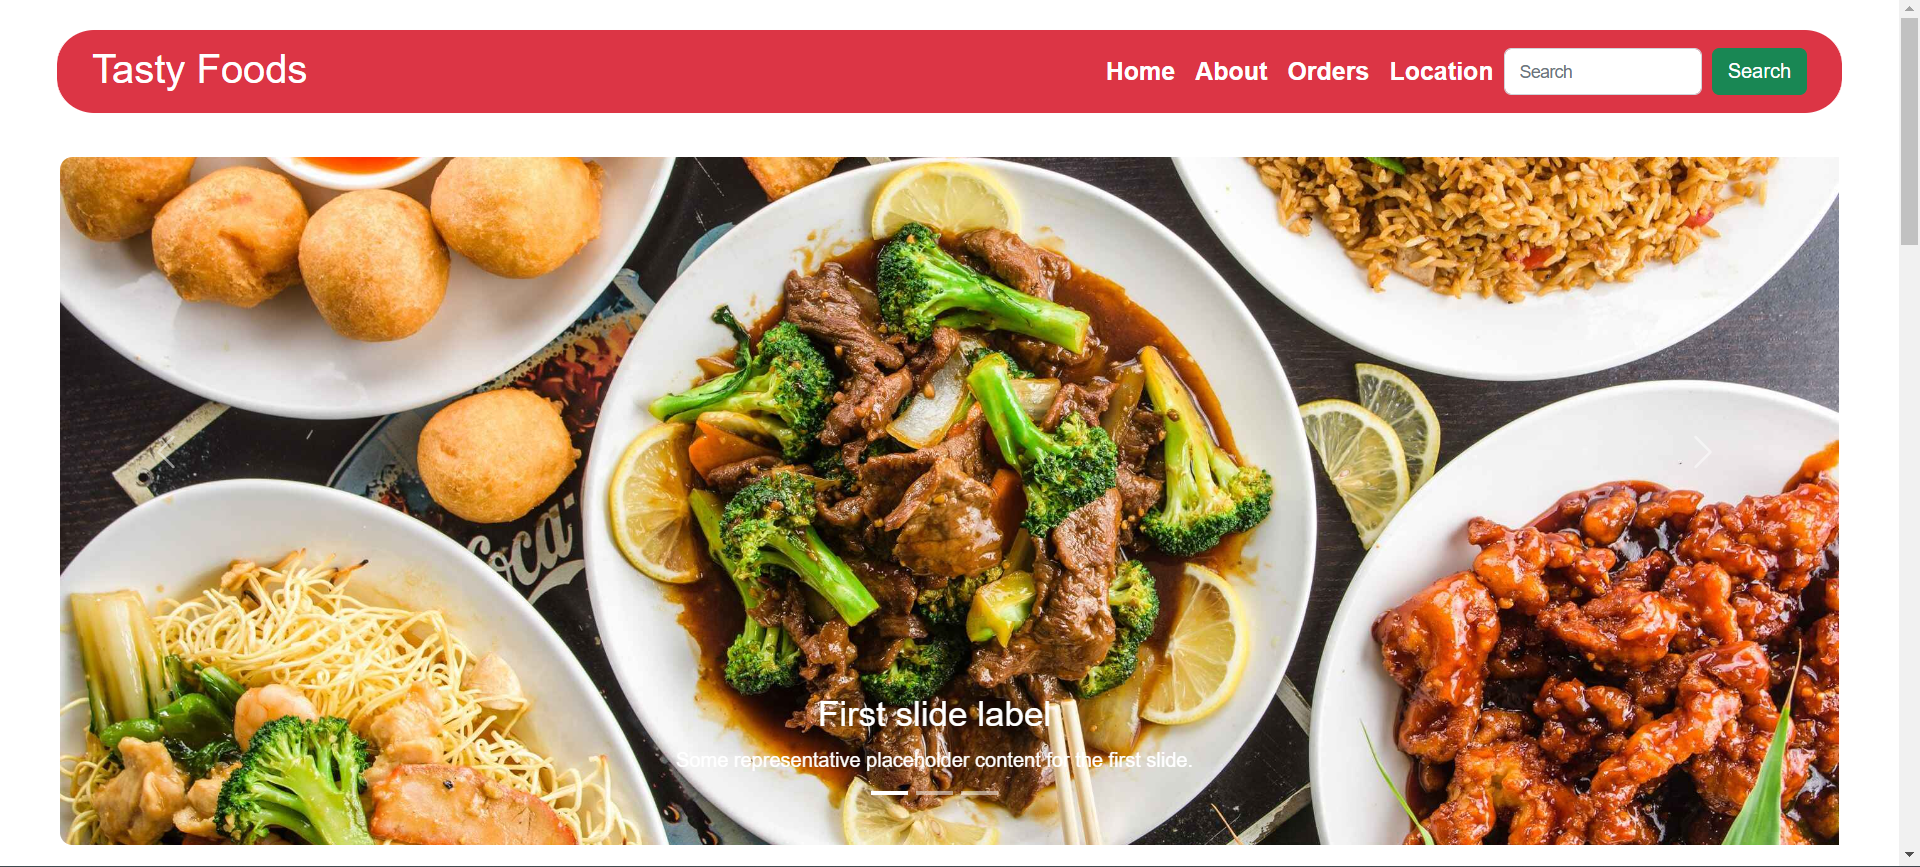 Tasty Foods
Home About Orders Location Search Search
Coca-
First slide label
Some representative placeholder content for the first slide.